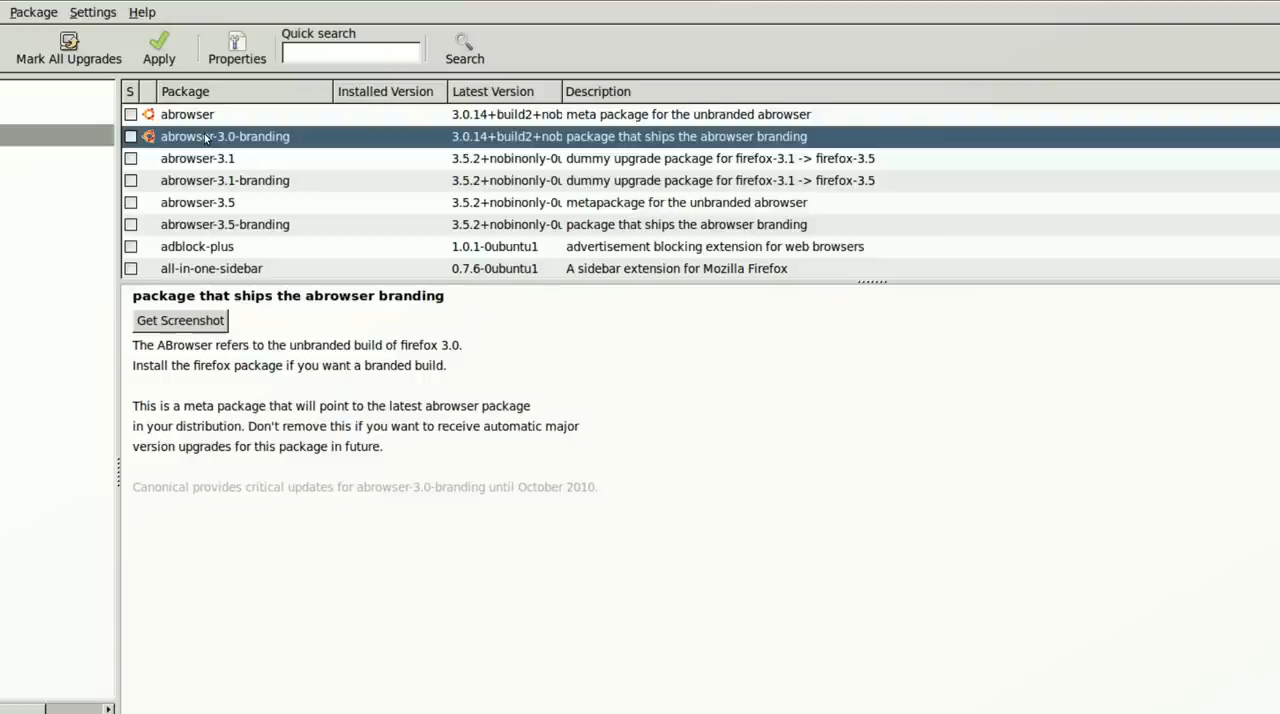 Package Settings Help
Mark All Upgrades Apply Properties Quick search Search
S Package Installed Version Latest Version Description
abrowser 3.0.14+build2+nob meta package for the unbranded abrowser
abrowser-3.0-branding 3.0.14+build2+nob package that ships the abrowser branding
abrowser-3.1 3.5.2+nobinonly-0u dummy upgrade package for firefox-3.1 -> firefox-3.5
abrowser-3.1-branding 3.5.2+nobinonly-0u dummy upgrade package for firefox-3.1 -> firefox-3.5
abrowser-3.5 3.5.2+nobinonly-0u metapackage for the unbranded abrowser
abrowser-3.5-branding 3.5.2+nobinonly-0u package that ships the abrowser branding
adblock-plus 1.0.1-0ubuntu1 advertisement blocking extension for web browsers
all-in-one-sidebar 0.7.6-0ubuntu1 A sidebar extension for Mozilla Firefox
package that ships the abrowser branding
Get Screenshot
The ABrowser refers to the unbranded build of firefox 3.0.
Install the firefox package if you want a branded build.
This is a meta package that will point to the latest abrowser package
in your distribution. Don't remove this if you want to receive automatic major
version upgrades for this package in future.
Canonical provides critical updates for abrowser-3.0-branding until October 2010.